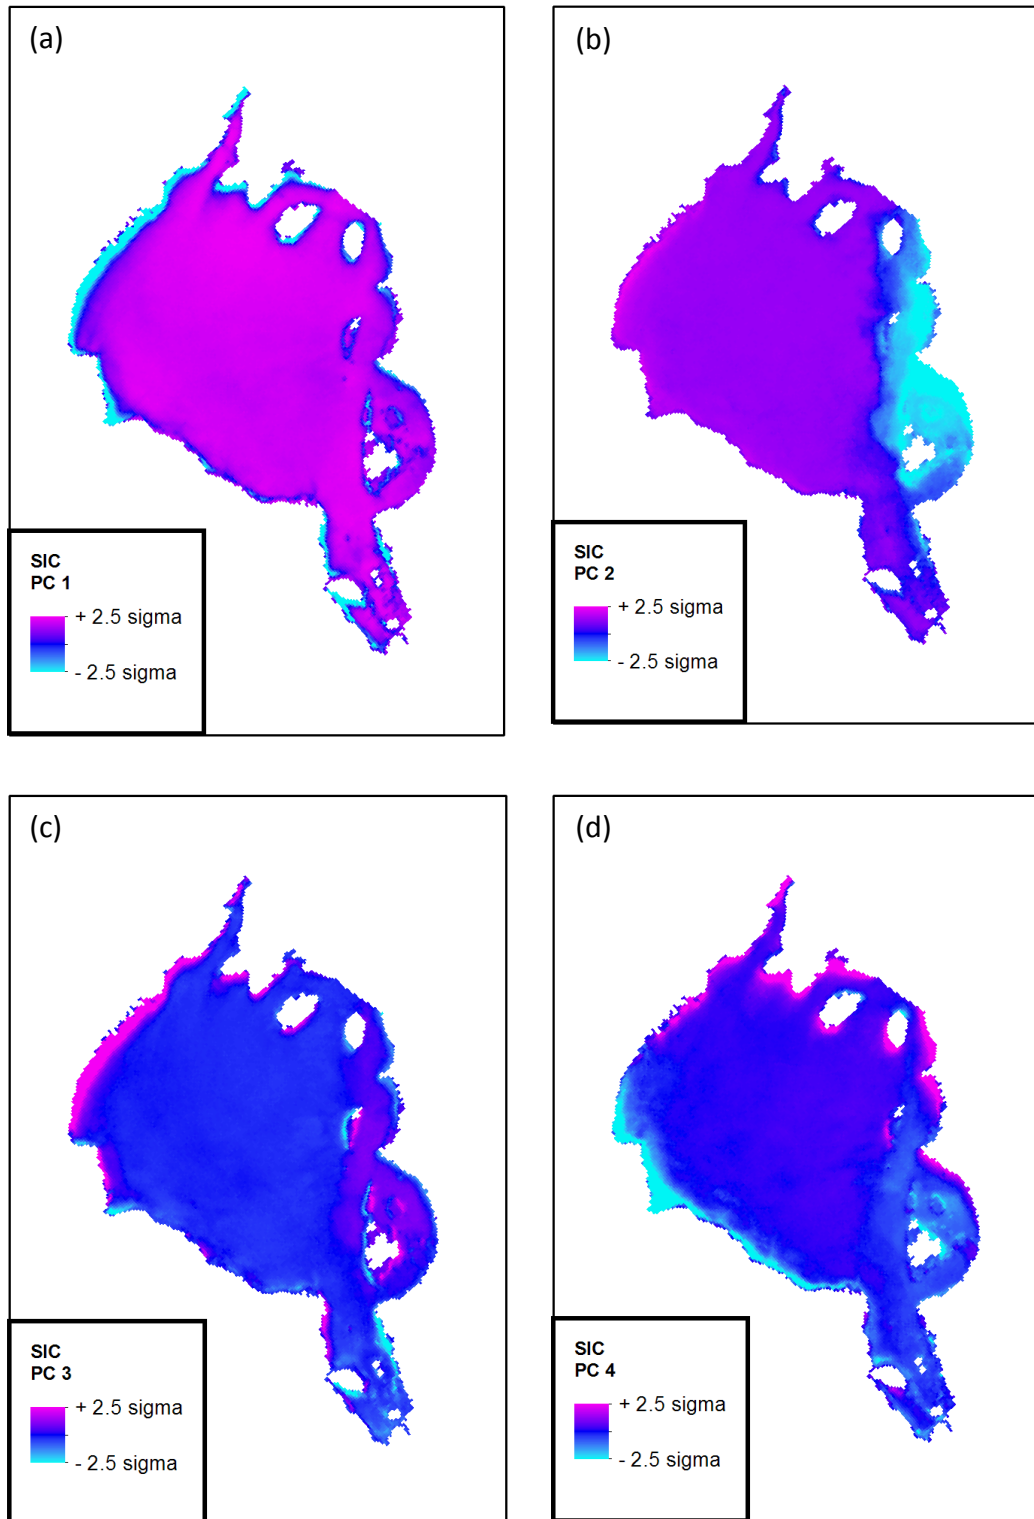 (a)
SIC
PC 1
+ 2.5 sigma
- 2.5 sigma
(b)
SIC
PC 2
+ 2.5 sigma
- 2.5 sigma
(c)
SIC
PC 3
+ 2.5 sigma
- 2.5 sigma
(d)
SIC
PC 4
+ 2.5 sigma
- 2.5 sigma